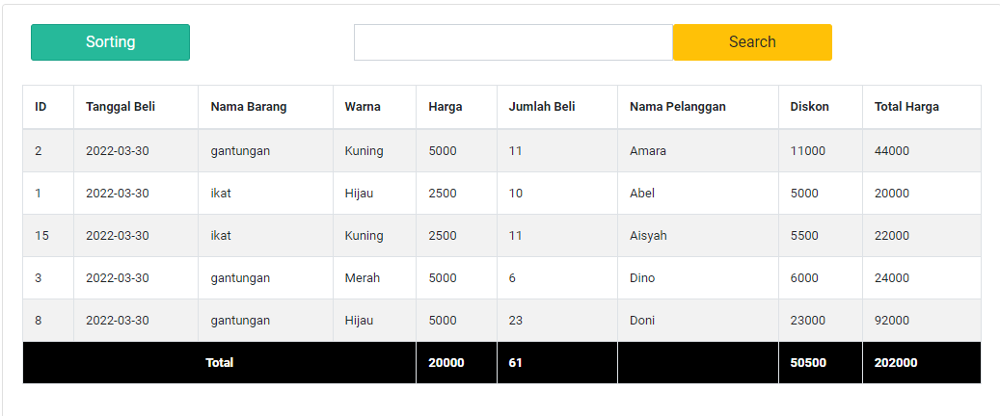 Sorting Search
ID Tanggal Beli Nama Barang Warna Harga Jumlah Beli Nama Pelanggan Diskon Total Harga
2 2022-03-30 gantungan Kuning 5000 11 Amara 11000 44000
1 2022-03-30 ikat Hijau 2500 10 Abel 5000 20000
15 2022-03-30 ikat Kuning 2500 11 Aisyah 5500 22000
3 2022-03-30 gantungan Merah 5000 6 Dino 6000 24000
8 2022-03-30 gantungan Hijau 5000 23 Doni 23000 92000
Total 20000 61 50500 202000